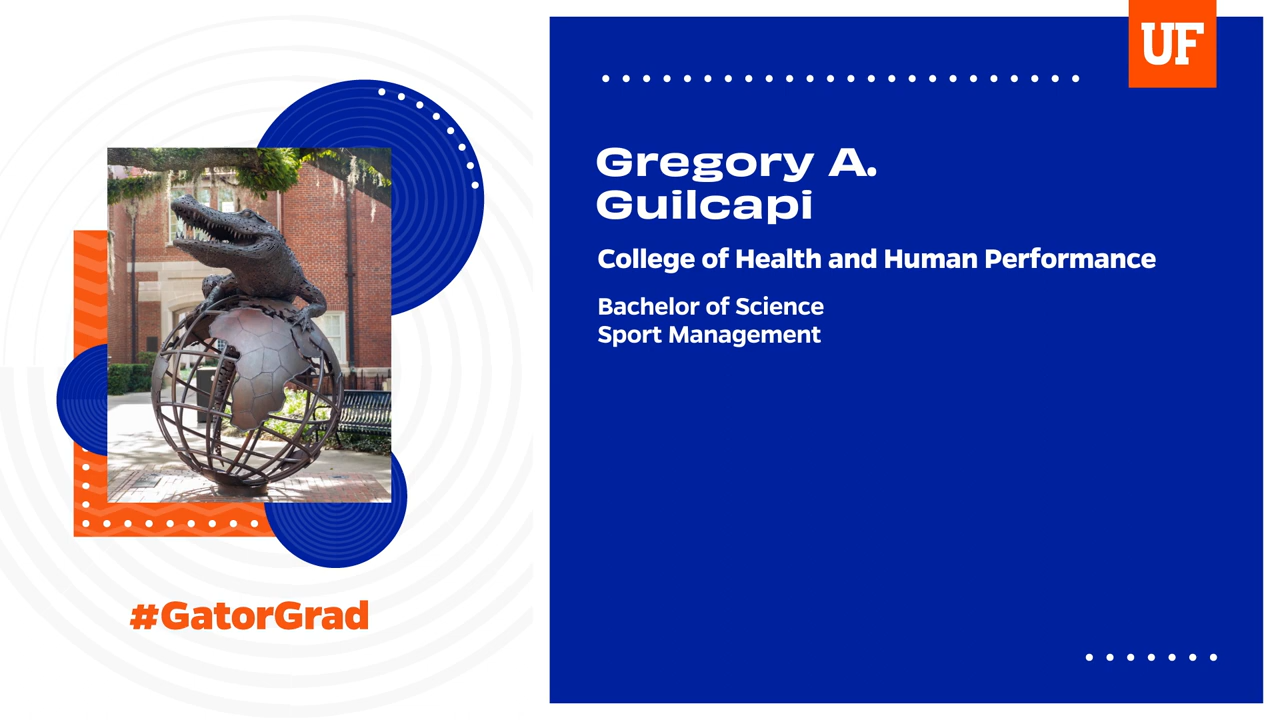 UF
Gregory A.
Guilcapi
College of Health and Human Performance
Bachelor of Science
Sport Management
#GatorGrad